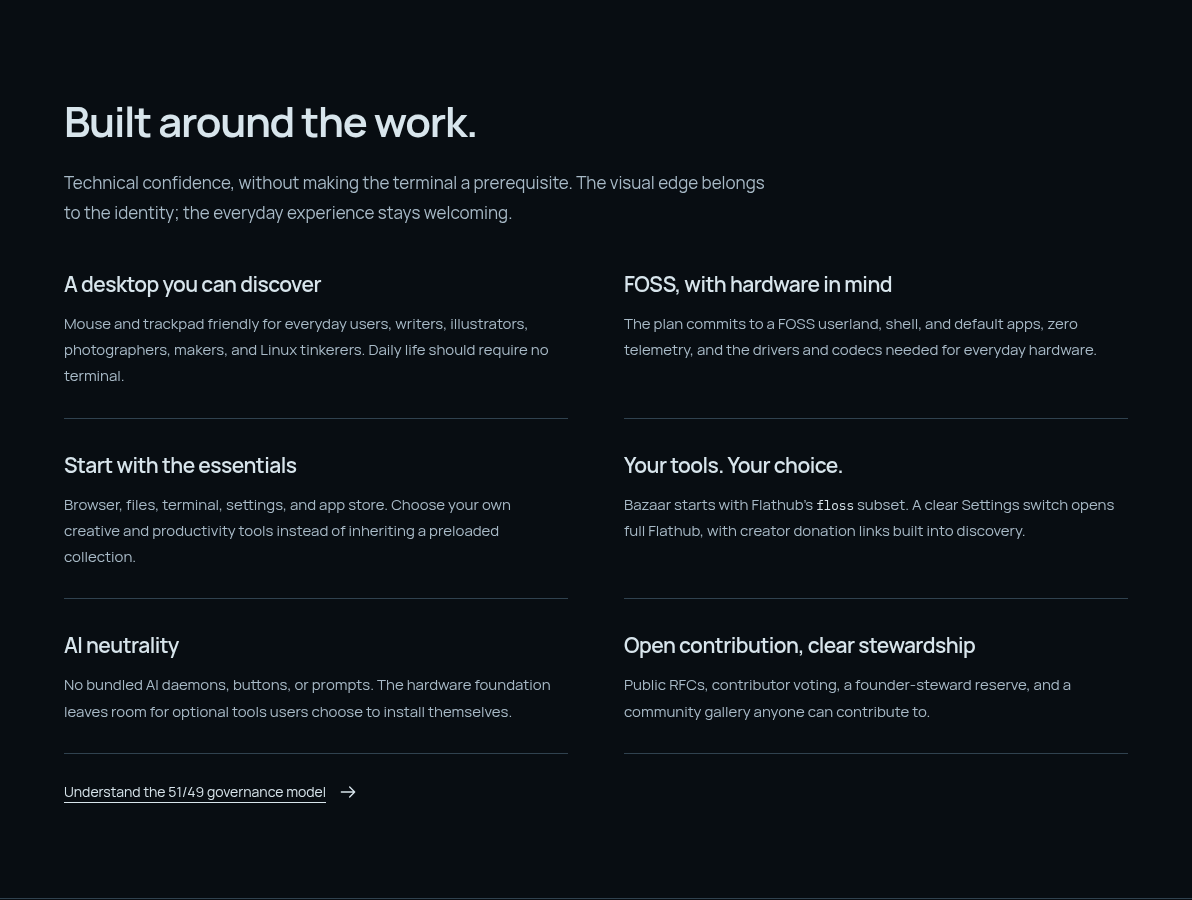 Built around the work.
Technical confidence, without making the terminal a prerequisite. The visual edge belongs
to the identity; the everyday experience stays welcoming.
A desktop you can discover
Mouse and trackpad friendly for everyday users, writers, illustrators,
photographers, makers, and Linux tinkerers. Daily life should require no
terminal.
FOSS, with hardware in mind
The plan commits to a FOSS userland, shell, and default apps, zero
telemetry, and the drivers and codecs needed for everyday hardware.
Start with the essentials
Browser, files, terminal, settings, and app store. Choose your own
creative and productivity tools instead of inheriting a preloaded
collection.
Your tools. Your choice.
Bazaar starts with Flathub’s floss subset. A clear Settings switch opens
full Flathub, with creator donation links built into discovery.
AI neutrality
No bundled AI daemons, buttons, or prompts. The hardware foundation
leaves room for optional tools users choose to install themselves.
Open contribution, clear stewardship
Public RFCs, contributor voting, a founder-steward reserve, and a
community gallery anyone can contribute to.
Understand the 51/49 governance model →